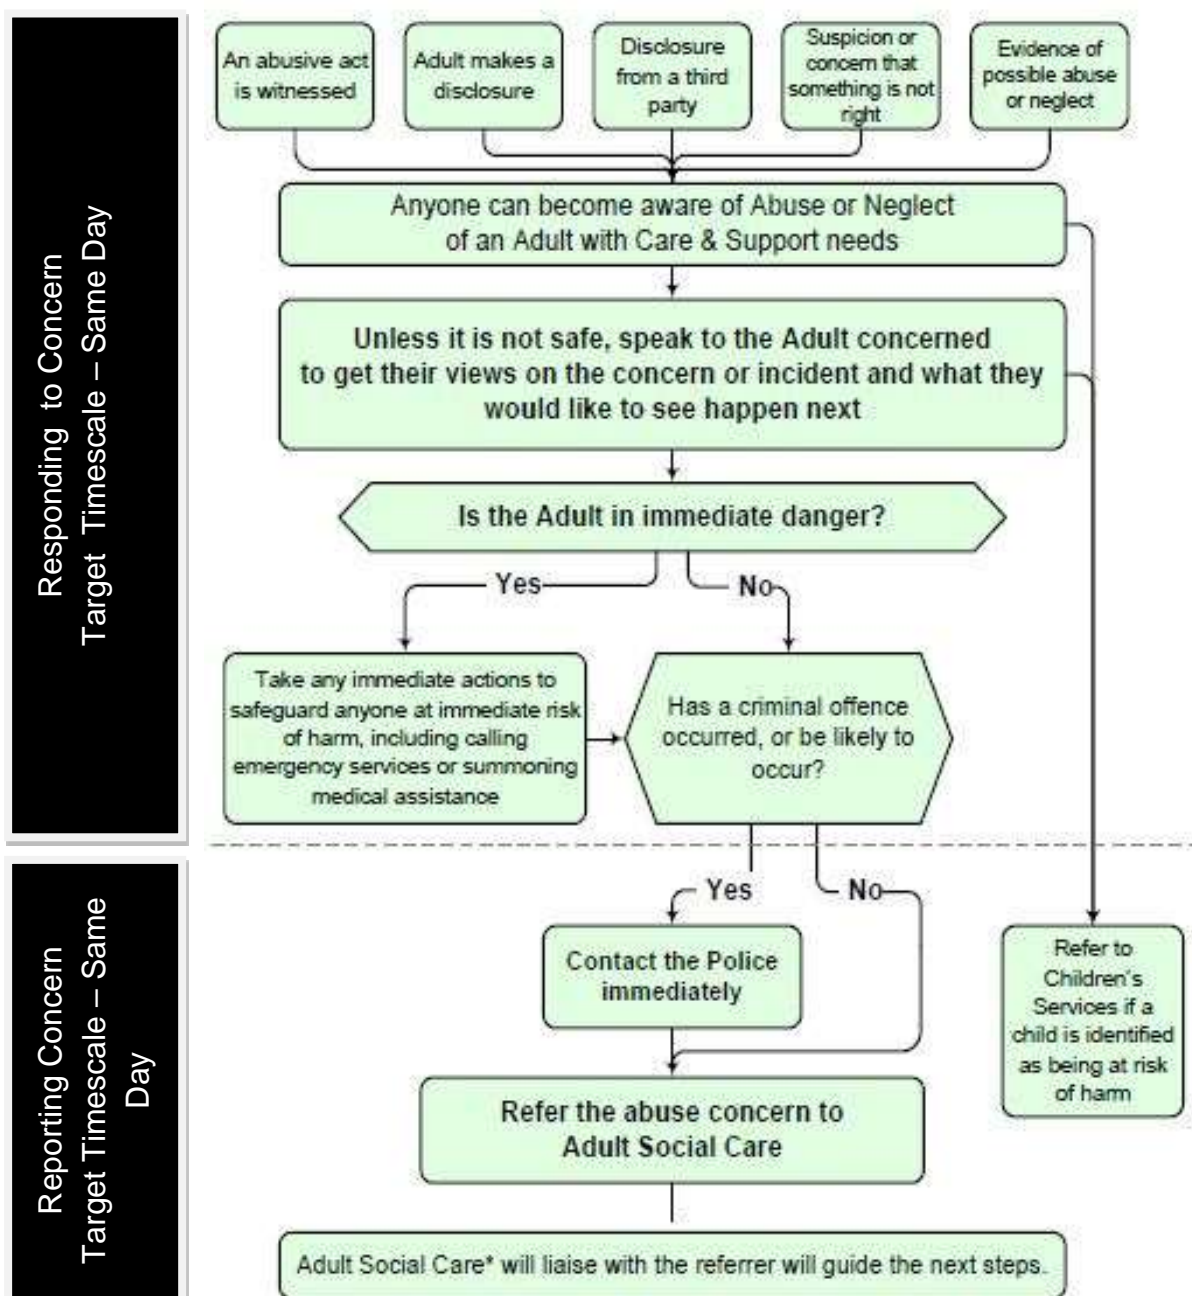 Responding to Concern
Target Timescale – Same Day
An abusive act
is witnessed
Adult makes a
disclosure
Disclosure
from a third
party
Suspicion or
concern that
something is not
right
Evidence of
possible abuse
or neglect
Anyone can become aware of Abuse or Neglect
of an Adult with Care & Support needs
Unless it is not safe, speak to the Adult concerned
to get their views on the concern or incident and what they
would like to see happen next
Is the Adult in immediate danger?
Yes
No
Take any immediate actions to
safeguard anyone at immediate risk
of harm, including calling
emergency services or summoning
medical assistance
Has a criminal offence
occurred, or be likely to
occur?
Reporting Concern
Target Timescale – Same
Day
Yes
No
Contact the Police
immediately
Refer to
Children's
Services if a
child is identified
as being at risk
of harm
Refer the abuse concern to
Adult Social Care
Adult Social Care* will liaise with the referrer will guide the next steps.